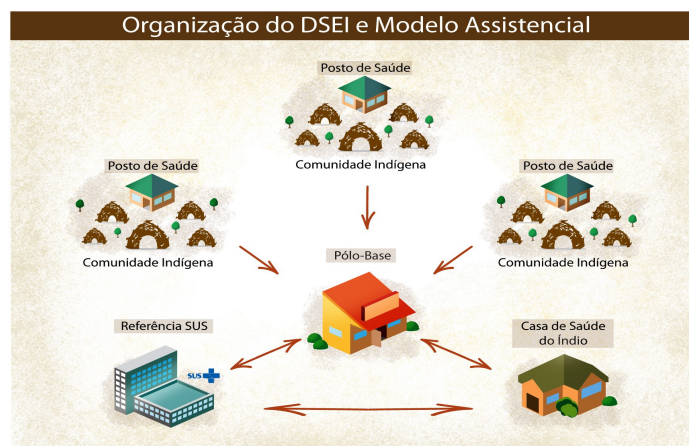 Organização do DSEI e Modelo Assistencial
Posto de Saúde
Comunidade Indígena
Posto de Saúde
Comunidade Indígena
Posto de Saúde
Comunidade Indígena
Pólo-Base
Referência SUS
SUS
Casa de Saúde
do Índio